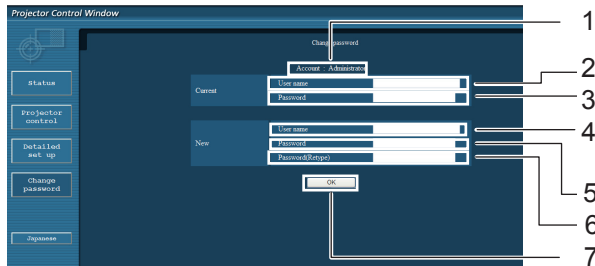 Projector Control Window
Change password
Account : Administrator
Status
Projector control
Detailed set up
Change password
Japanese
Current
User name
Password
New
User name
Password
Password(Retype)
OK
1
2
3
4
5
6
7